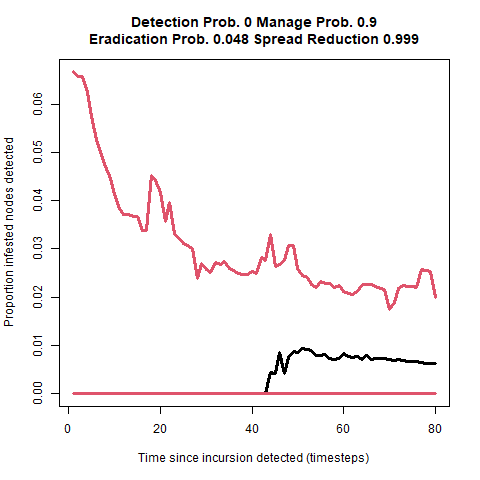 Detection Prob. 0 Manage Prob. 0.9
Eradication Prob. 0.048 Spread Reduction 0.999
Proportion infested nodes detected
0.06
0.05
0.04
0.03
0.02
0.01
0.00
0 20 40 60 80
Time since incursion detected (timesteps)